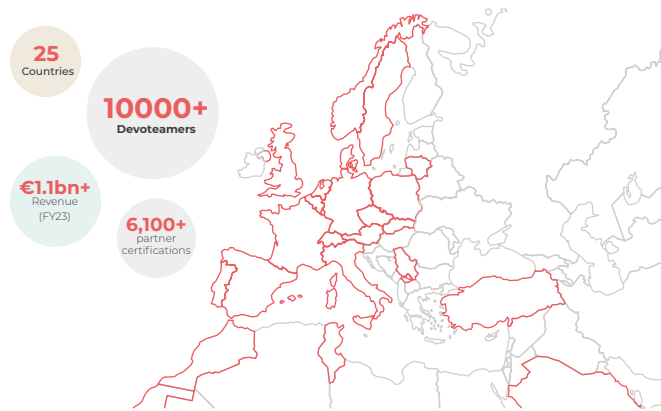 25
Countries
10000+
Devoteamers
€1.1bn+
Revenue
(FY23)
6,100+
partner
certifications